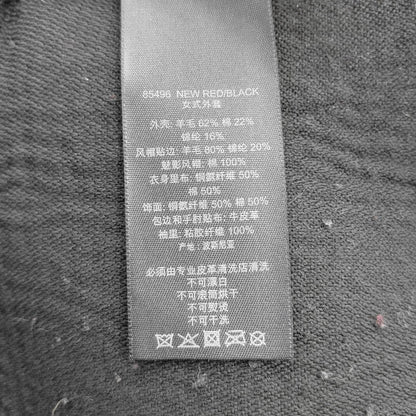 85496 NEW RED/BLACK
女式外套
外壳: 羊毛 62% 棉 22%
锦纶 16%
风帽贴边: 羊毛 80% 锦纶 20%
魅影风帽: 棉 100%
衣身里布: 铜氨纤维 50%
棉 50%
饰面: 铜氨纤维 50% 棉 50%
包边和手肘贴布: 牛皮革
袖里: 粘胶纤维 100%
产地: 波斯尼亚
必须由专业皮革清洗店清洗
不可漂白
不可滚筒烘干
不可熨烫
不可干洗